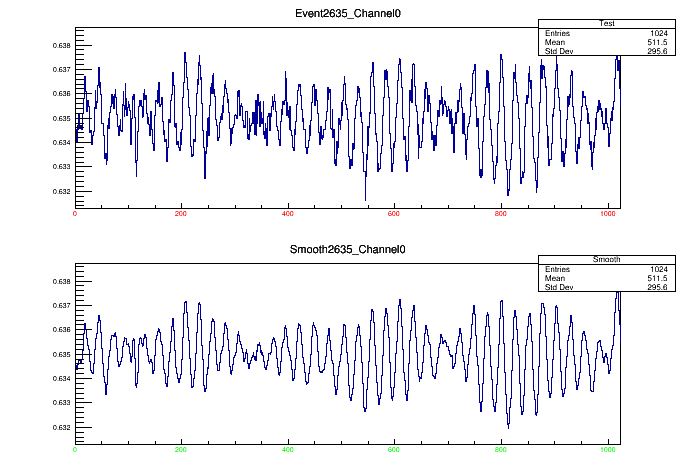 Event2635_Channel0
Test
Entries 1024
Mean 511.5
Std Dev 295.6
0.638
0.637
0.636
0.635
0.634
0.633
0.632
0 200 400 600 800 1000
Smooth2635_Channel0
Smooth
Entries 1024
Mean 511.5
Std Dev 295.6
0.638
0.637
0.636
0.635
0.634
0.633
0.632
0 200 400 600 800 1000